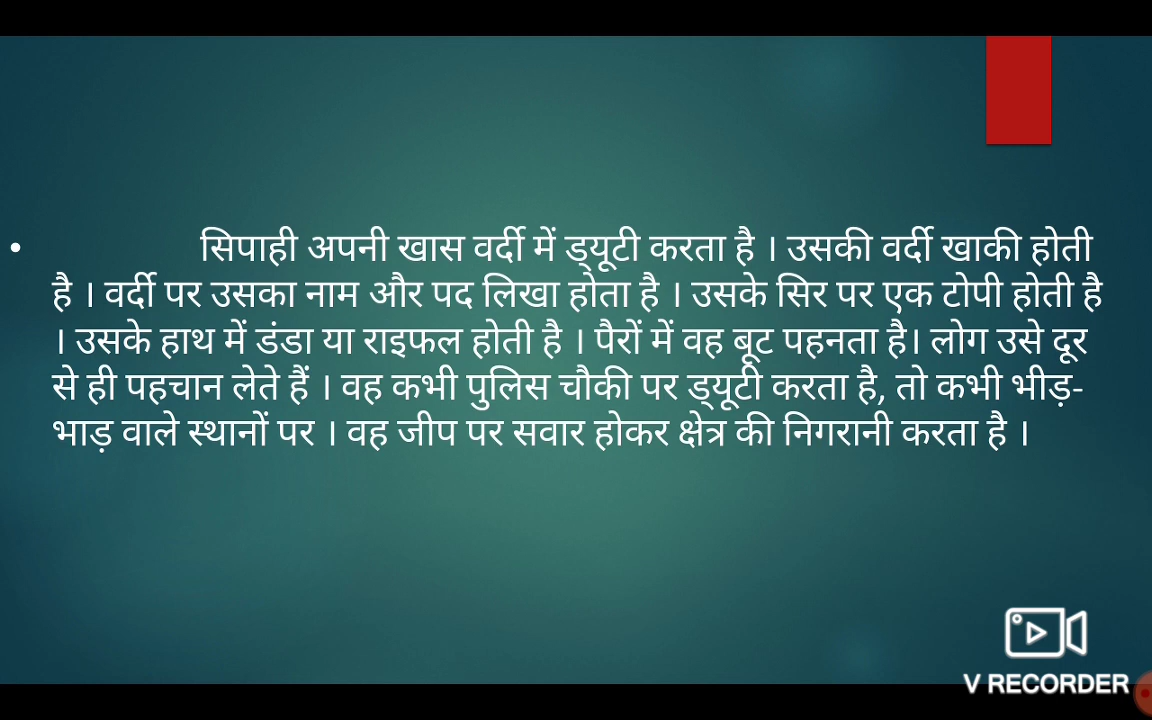 • सिपाही अपनी खास वर्दी में ड्यूटी करता है । उसकी वर्दी खाकी होती
है । वर्दी पर उसका नाम और पद लिखा होता है । उसके सिर पर एक टोपी होती है
। उसके हाथ में डंडा या राइफल होती है । पैरों में वह बूट पहनता है। लोग उसे दूर
से ही पहचान लेते हैं । वह कभी पुलिस चौकी पर ड्यूटी करता है, तो कभी भीड़-
भाड़ वाले स्थानों पर । वह जीप पर सवार होकर क्षेत्र की निगरानी करता है ।
V RECORDER